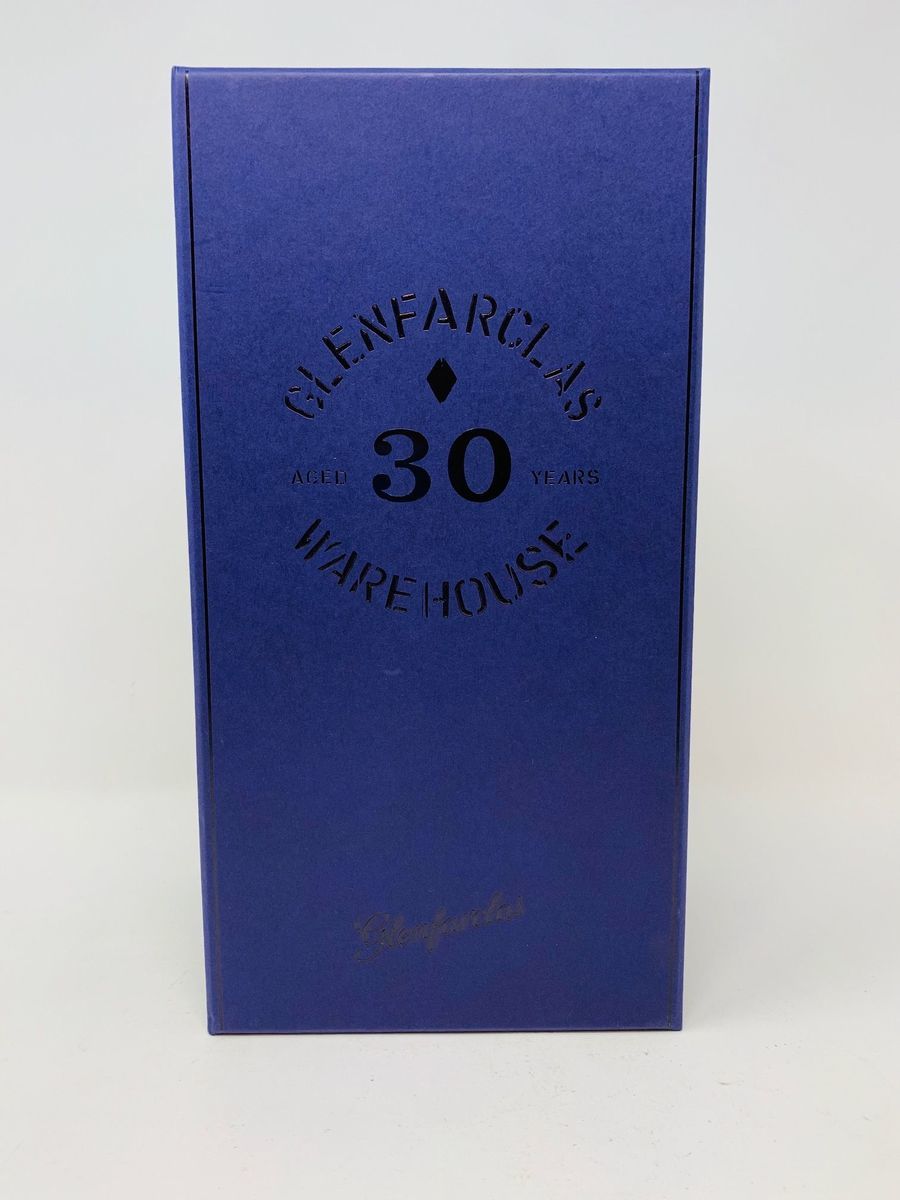 GLENFARCLAS
AGED 30 YEARS
WAREHOUSE
Glenfarclas